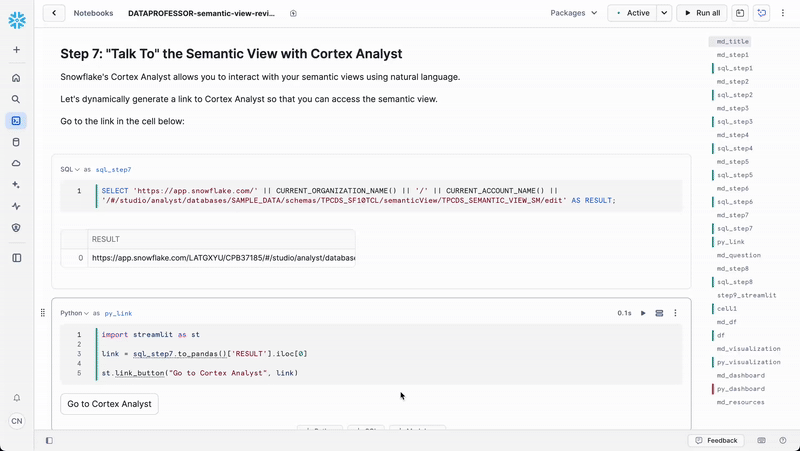 Notebooks
DATAPROFESSOR-semantic-view-revi...
Packages
Active
Run all
Step 7: "Talk To" the Semantic View with Cortex Analyst
Snowflake's Cortex Analyst allows you to interact with your semantic views using natural language.
Let's dynamically generate a link to Cortex Analyst so that you can access the semantic view.
Go to the link in the cell below:
SQL as sql_step7
1 SELECT 'https://app.snowflake.com/' || CURRENT_ORGANIZATION_NAME() || '/' || CURRENT_ACCOUNT_NAME() ||
'/#/studio/analyst/databases/SAMPLE_DATA/schemas/TPCDS_SF10TCL/semanticView/TPCDS_SEMANTIC_VIEW_SM/edit' AS RESULT;
RESULT
0 https://app.snowflake.com/LATGXYU/CPB37185/#/studio/analyst/database
Python as py_link
0.1s
1 import streamlit as st
2
3 link = sql_step7.to_pandas()['RESULT'].iloc[0]
4
5 st.link_button("Go to Cortex Analyst", link)
Go to Cortex Analyst
md_title
md_step1
sql_step1
md_step2
sql_step2
md_step3
sql_step3
md_step4
sql_step4
md_step5
sql_step5
md_step6
sql_step6
md_step7
sql_step7
py_link
md_question
md_step8
sql_step8
step9_streamlit
cell1
md_df
df
md_visualization
py_visualization
md_dashboard
py_dashboard
md_resources
CN
Feedback